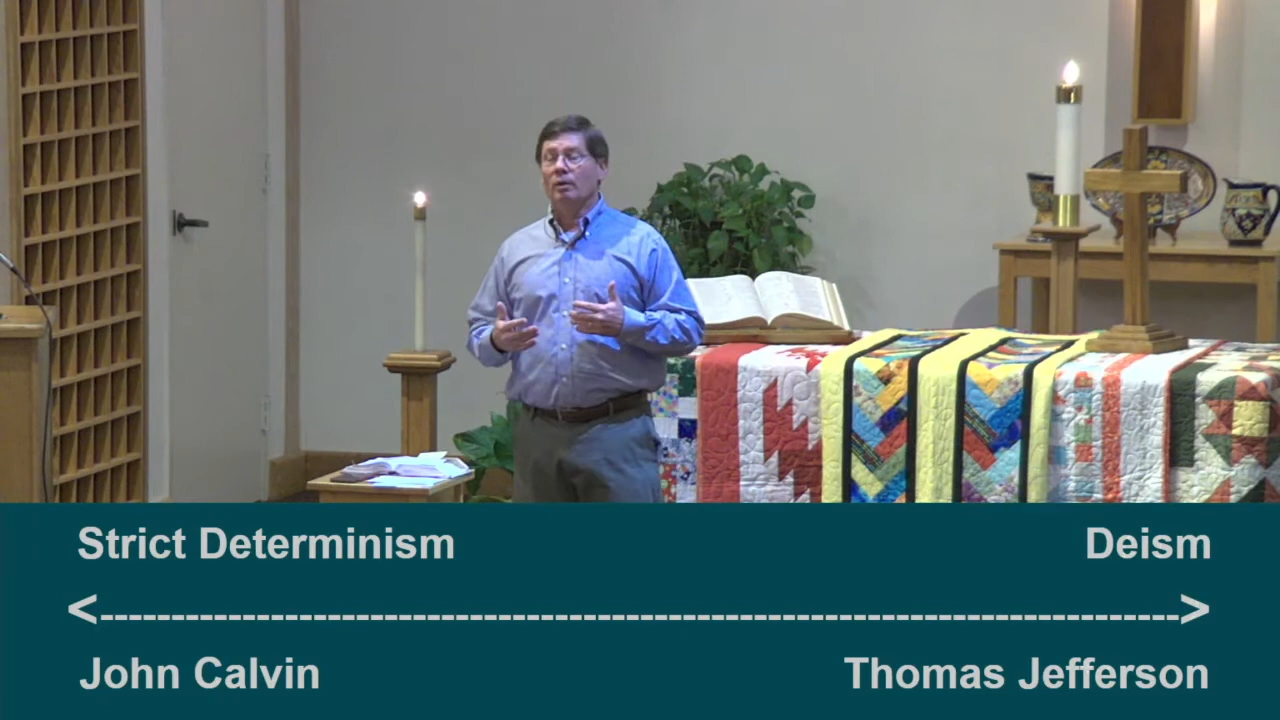 Strict Determinism Deism
<---------------------------------------------------------------------------->
John Calvin Thomas Jefferson